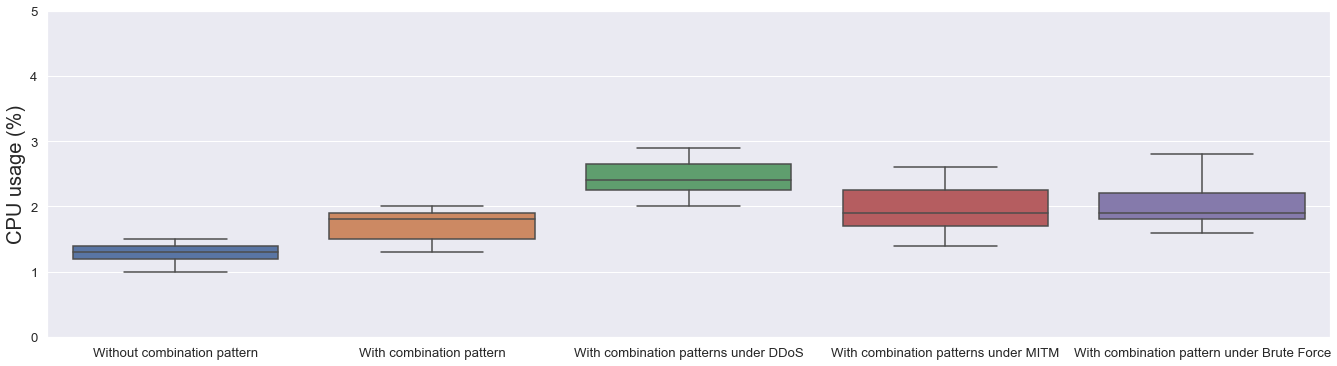 CPU usage (%)
5
4
3
2
1
0
Without combination pattern
With combination pattern
With combination patterns under DDoS
With combination patterns under MITM
With combination pattern under Brute Force